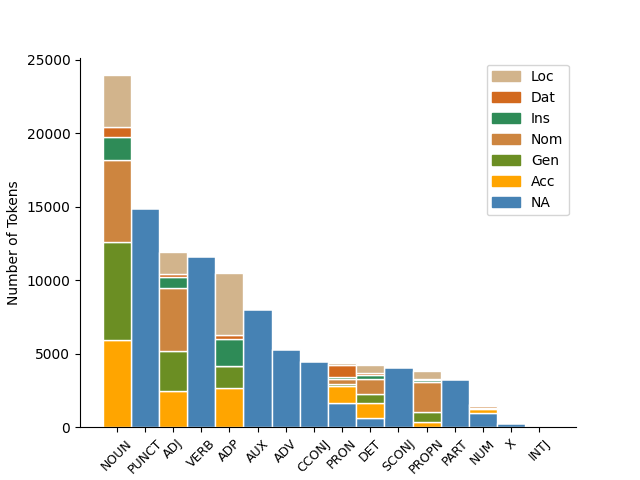 25000
20000
15000
10000
5000
0
Number of Tokens
Loc
Dat
Ins
Nom
Gen
Acc
NA
NOUN
PUNCT
ADJ
VERB
ADP
AUX
ADV
CCONJ
PRON
DET
SCONJ
PROPN
PART
NUM
X
INTJ